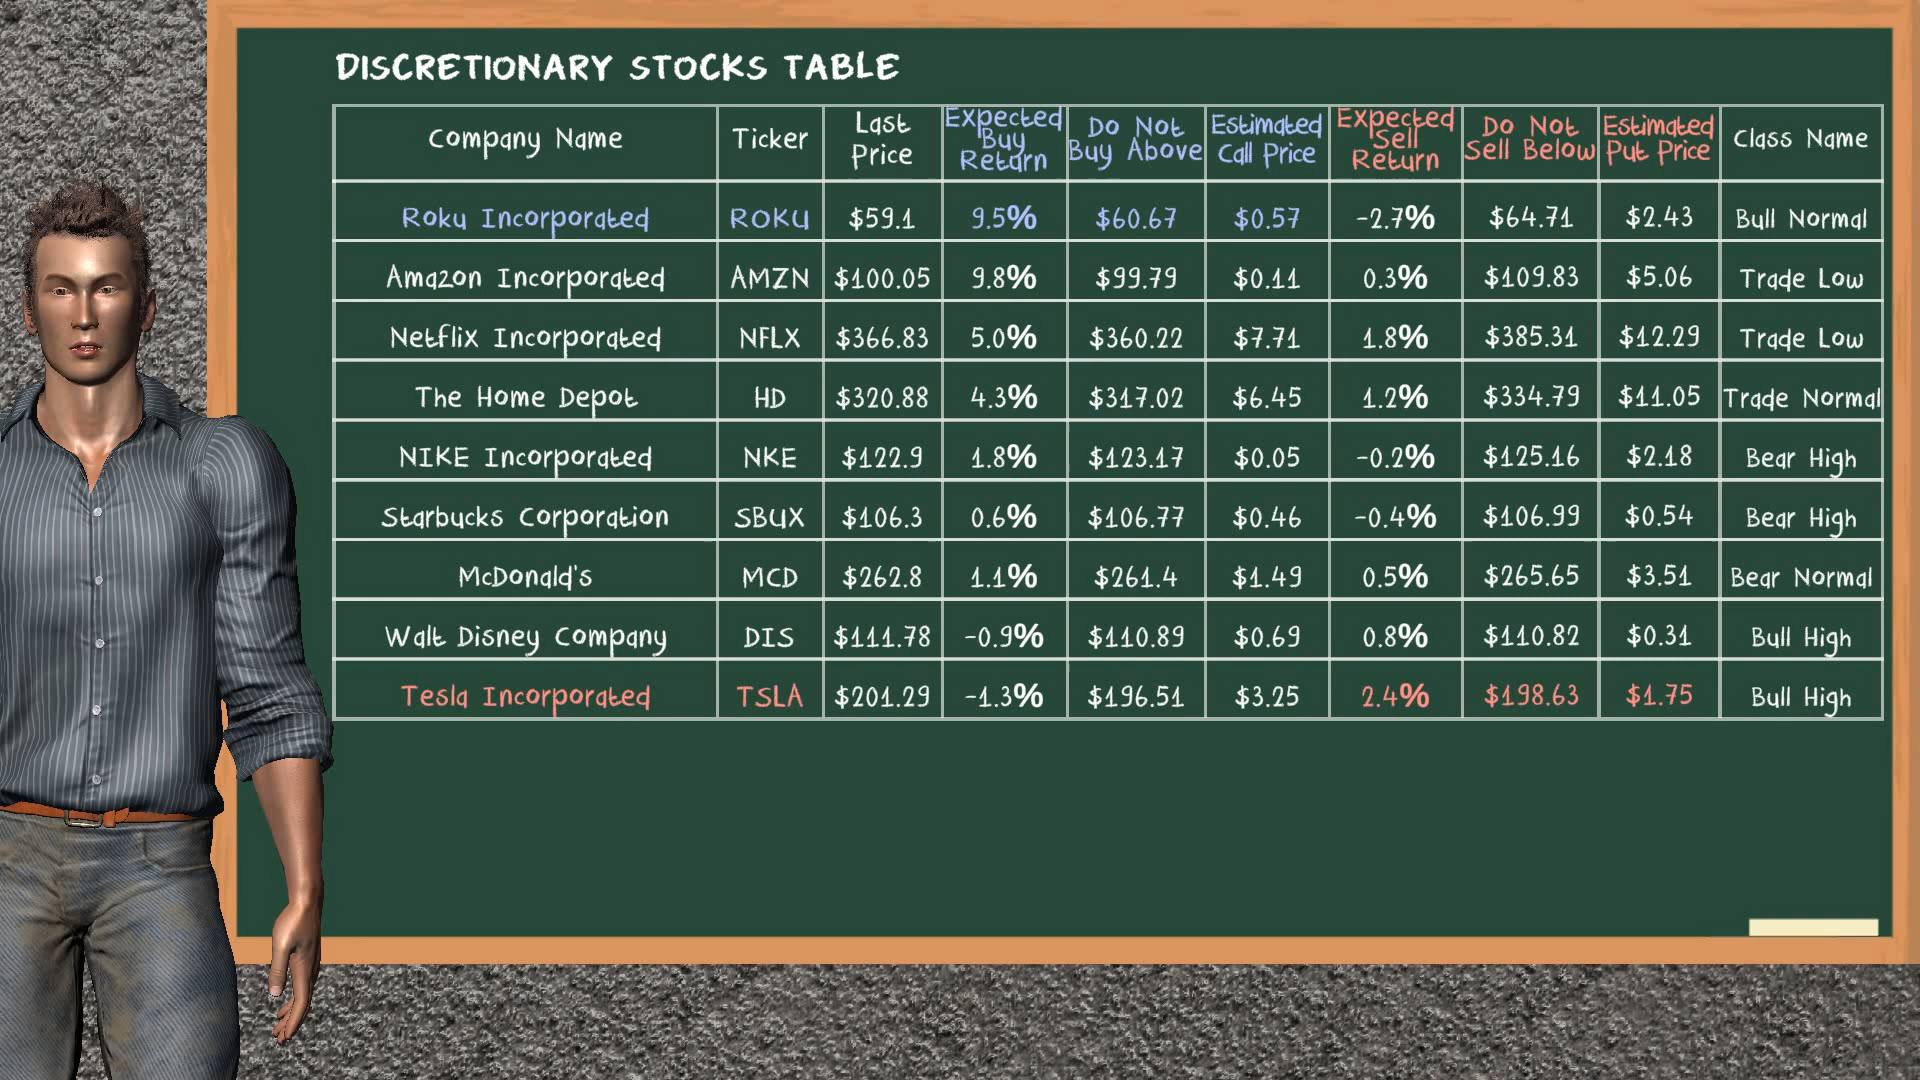 DISCRETIONARY STOCKS TABLE
Company Name Ticker Last Price Expected Buy Return Do Not Buy Above Estimated Call Price Expected Sell Return Do Not Sell Below Estimated Put Price Class Name
Roku Incorporated ROKU $59.1 9.5% $60.67 $0.57 -2.7% $64.71 $2.43 Bull Normal
Amazon Incorporated AMZN $100.05 9.8% $99.79 $0.11 0.3% $109.83 $5.06 Trade Low
Netflix Incorporated NFLX $366.83 5.0% $360.22 $7.71 1.8% $385.31 $12.29 Trade Low
The Home Depot HD $320.88 4.3% $317.02 $6.45 1.2% $334.79 $11.05 Trade Normal
NIKE Incorporated NKE $122.9 1.8% $123.17 $0.05 -0.2% $125.16 $2.18 Bear High
Starbucks Corporation SBUX $106.3 0.6% $106.77 $0.46 -0.4% $106.99 $0.54 Bear High
McDonald's MCD $262.8 1.1% $261.4 $1.49 0.5% $265.65 $3.51 Bear Normal
Walt Disney Company DIS $111.78 -0.9% $110.89 $0.69 0.8% $110.82 $0.31 Bull High
Tesla Incorporated TSLA $201.29 -1.3% $196.51 $3.25 2.4% $198.63 $1.75 Bull High